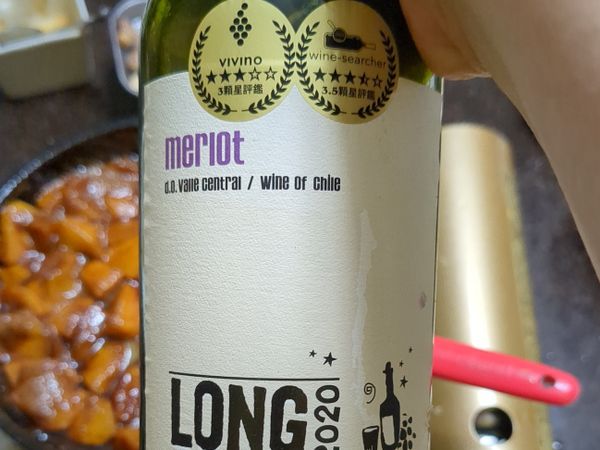 VIVINO
★★★☆☆
3顆星評鑑
wine-searcher
3.5顆星評鑑
merlot
D.O. Valle Central / Wine of Chile
LONG
2020